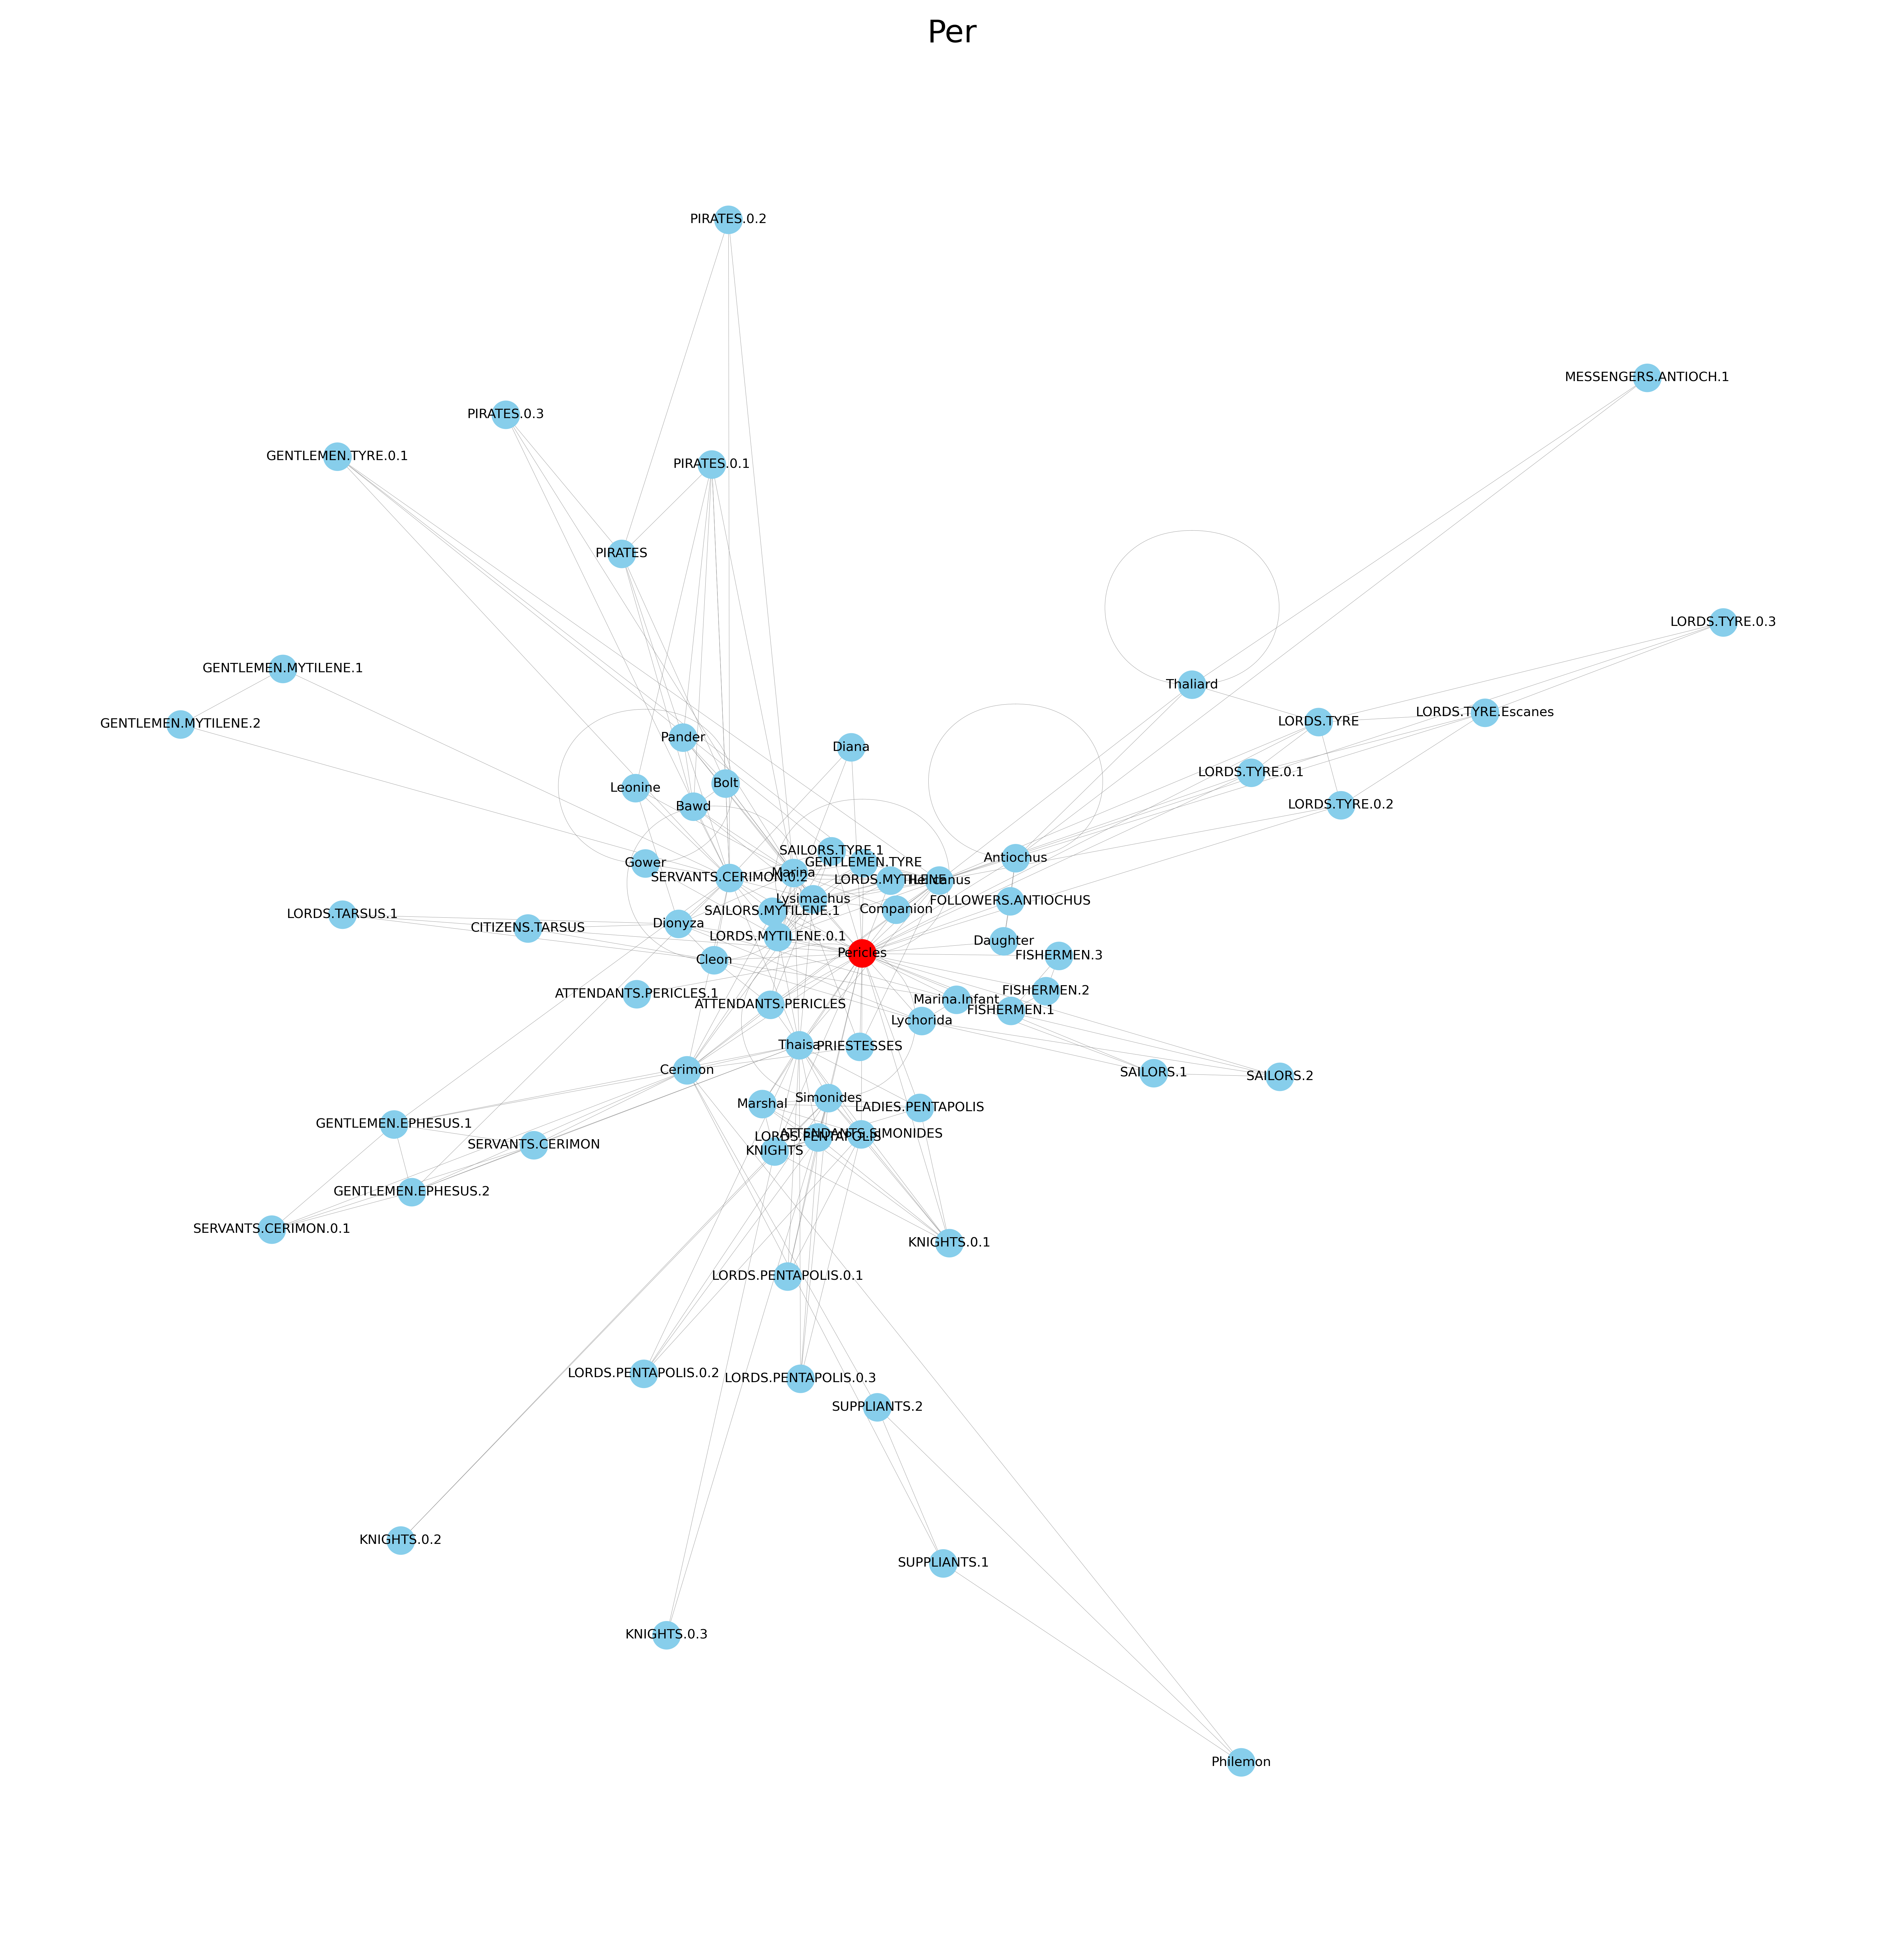 Per
PIRATES.0.2
MESSENGERS.ANTIOCH.1
PIRATES.0.3
GENTLEMEN.TYRE.0.1
PIRATES.0.1
PIRATES
LORDS.TYRE.0.3
GENTLEMEN.MYTILENE.1
Thaliard
LORDS.TYRE.Escanes
LORDS.TYRE
GENTLEMEN.MYTILENE.2
Pander
Diana
LORDS.TYRE.0.1
Bolt
Leonine
LORDS.TYRE.0.2
Bawd
SAILORS.TYRE.1
Antiochus
Gower
GENTLEMEN.TYRE
Marina
SERVANTS.CERIMON.0.2
LORDS.MYTILENE
Helicanus
Lysimachus
FOLLOWERS.ANTIOCHUS
SAILORS.MYTILENE.1
Companion
LORDS.TARSUS.1
Dionyza
CITIZENS.TARSUS
LORDS.MYTILENE.0.1
Daughter
Pericles
FISHERMEN.3
Cleon
FISHERMEN.2
ATTENDANTS.PERICLES.1
Marina.Infant
ATTENDANTS.PERICLES
FISHERMEN.1
Lychorida
Thaisa
PRIESTESSES
Cerimon
SAILORS.1
SAILORS.2
Simonides
Marshal
LADIES.PENTAPOLIS
GENTLEMEN.EPHESUS.1
ATTENDANTS.SIMONIDES
LORDS.PENTAPOLIS
SERVANTS.CERIMON
KNIGHTS
GENTLEMEN.EPHESUS.2
SERVANTS.CERIMON.0.1
KNIGHTS.0.1
LORDS.PENTAPOLIS.0.1
LORDS.PENTAPOLIS.0.2
LORDS.PENTAPOLIS.0.3
SUPPLIANTS.2
KNIGHTS.0.2
SUPPLIANTS.1
KNIGHTS.0.3
Philemon